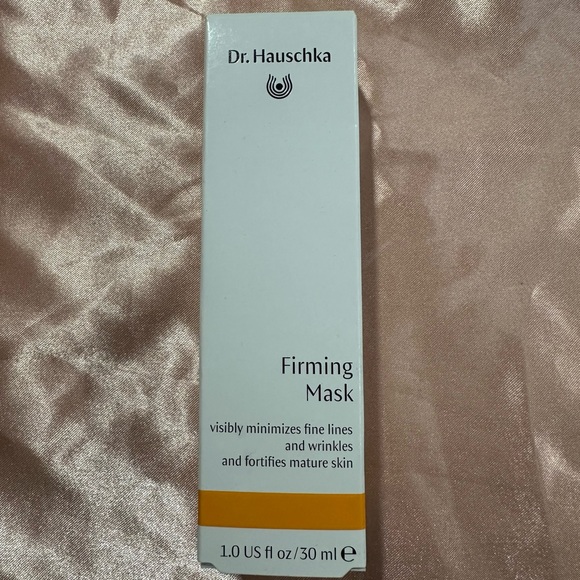 Dr. Hauschka
Firming
Mask
visibly minimizes fine lines
and wrinkles
and fortifies mature skin
1.0 US fl oz/30 ml ℮